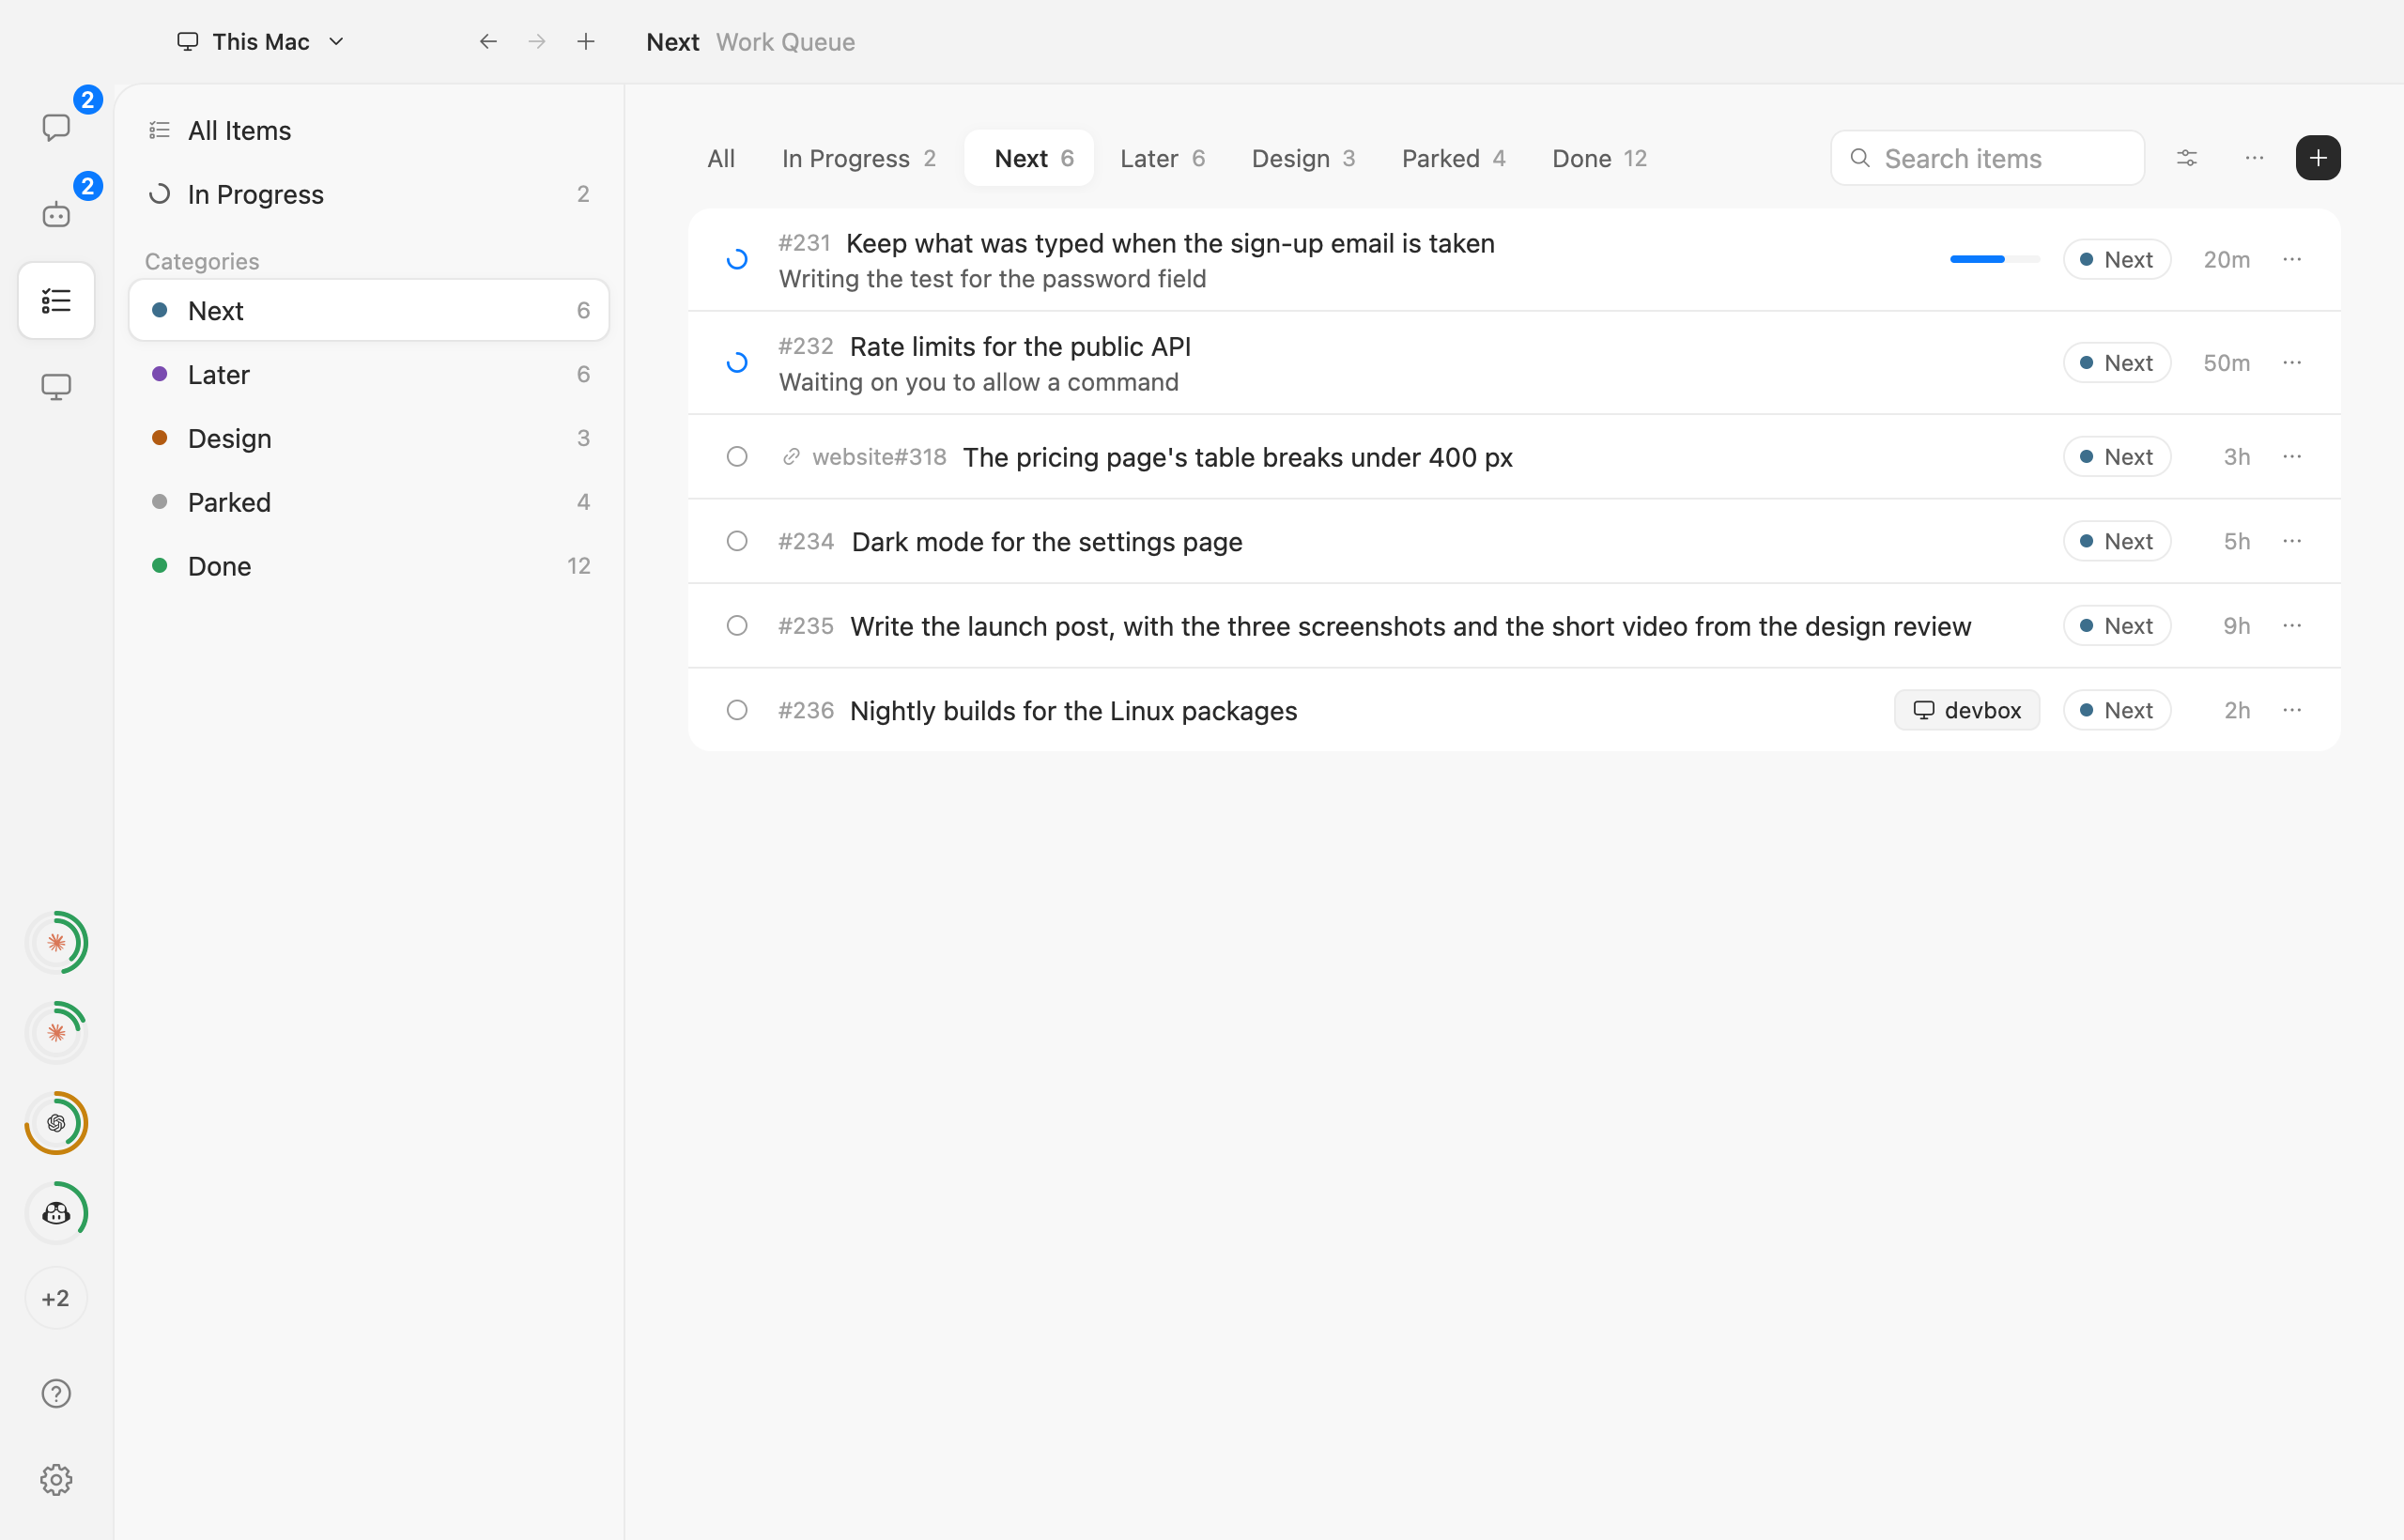 This Mac
Next Work Queue
2
2
All Items
In Progress 2
Categories
Next 6
Later 6
Design 3
Parked 4
Done 12
+2
All In Progress 2 Next 6 Later 6 Design 3 Parked 4 Done 12
Search items
#231 Keep what was typed when the sign-up email is taken
Writing the test for the password field
Next 20m
#232 Rate limits for the public API
Waiting on you to allow a command
Next 50m
website#318 The pricing page's table breaks under 400 px
Next 3h
#234 Dark mode for the settings page
Next 5h
#235 Write the launch post, with the three screenshots and the short video from the design review
Next 9h
#236 Nightly builds for the Linux packages
devbox Next 2h